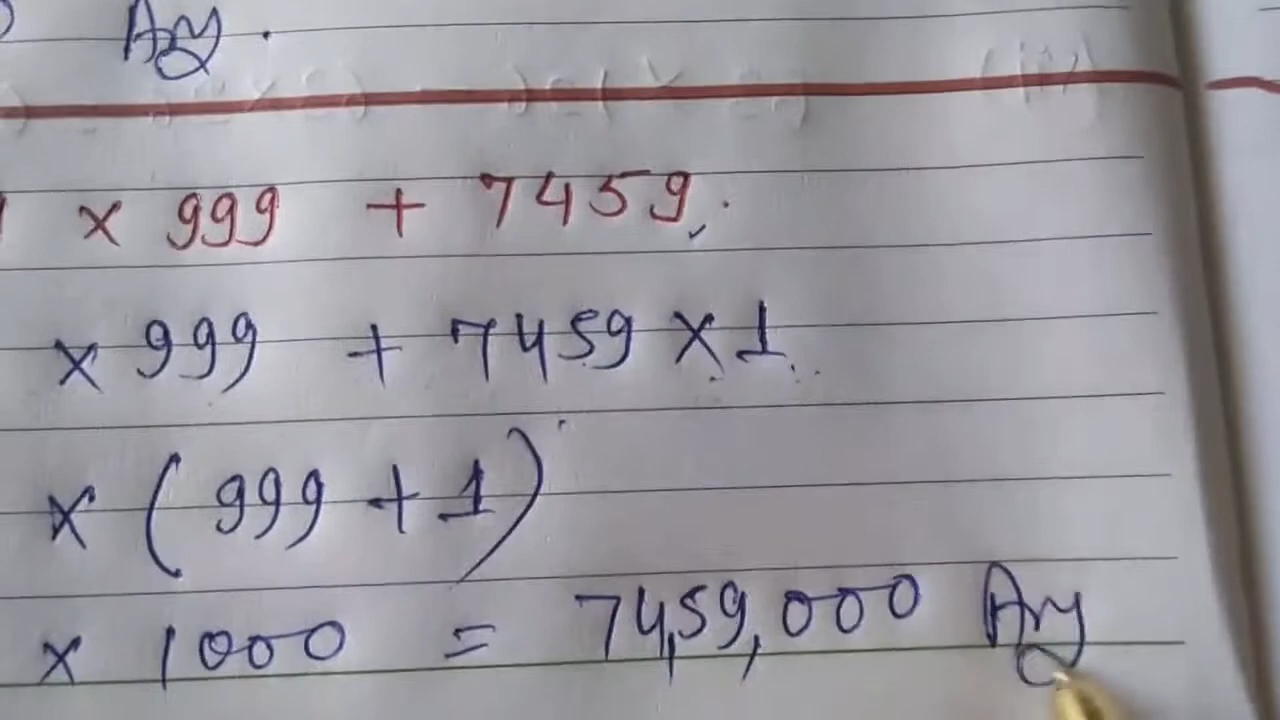 Ans.
x 999 + 7459.
x 999 + 7459 x 1
x (999 + 1)
x 1000 = 74,59,000 Ans